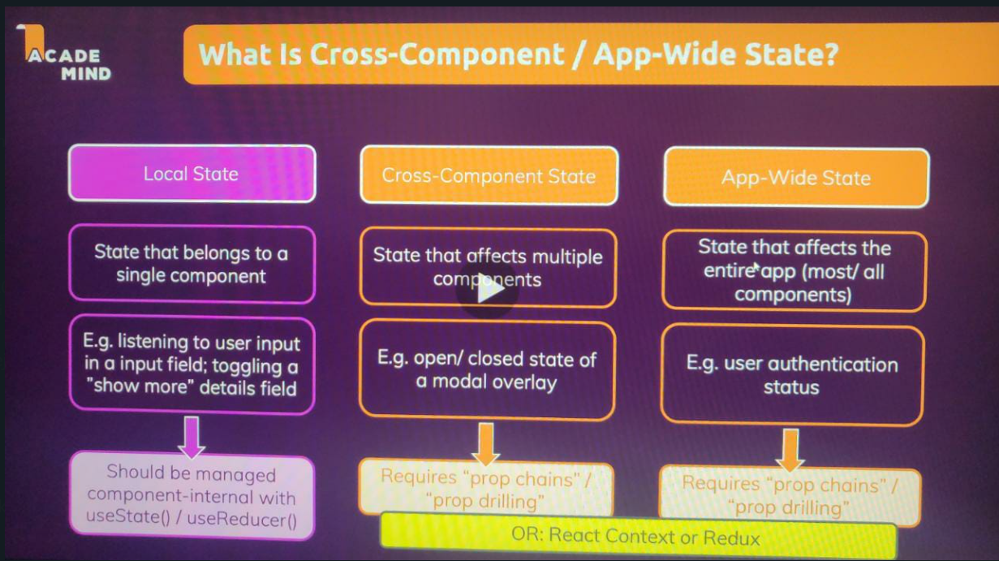 ACADE
MIND
What Is Cross-Component / App-Wide State?
Local State
State that belongs to a
single component
E.g. listening to user input
in a input field; toggling a
"show more" details field
Should be managed
component-internal with
useState() / useReducer()
Cross-Component State
State that affects multiple
components
E.g. open/ closed state of
a modal overlay
Requires “prop chains” /
“prop drilling”
App-Wide State
State that affects the
entire app (most/ all
components)
E.g. user authentication
status
Requires “prop chains” /
“prop drilling”
OR: React Context or Redux